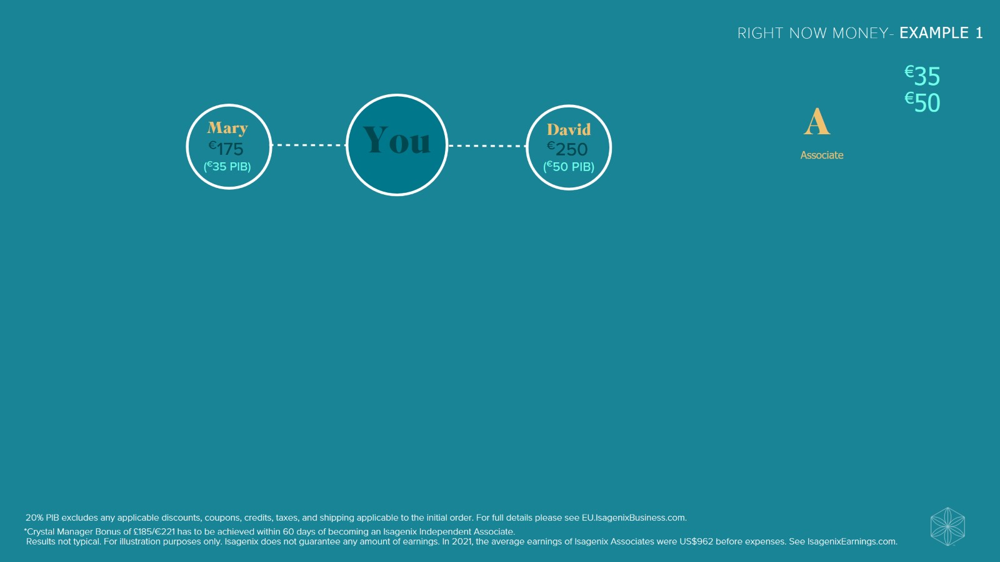 RIGHT NOW MONEY- EXAMPLE 1
€35
€50
Mary
€175
(€35 PIB)
You
David
€250
(€50 PIB)
A
Associate
20% PIB excludes any applicable discounts, coupons, credits, taxes, and shipping applicable to the initial order. For full details please see EU.IsagenixBusiness.com.
*Crystal Manager Bonus of £185/€221 has to be achieved within 60 days of becoming an Isagenix Independent Associate.
Results not typical. For illustration purposes only. Isagenix does not guarantee any amount of earnings. In 2021, the average earnings of Isagenix Associates were US$962 before expenses. See IsagenixEarnings.com.